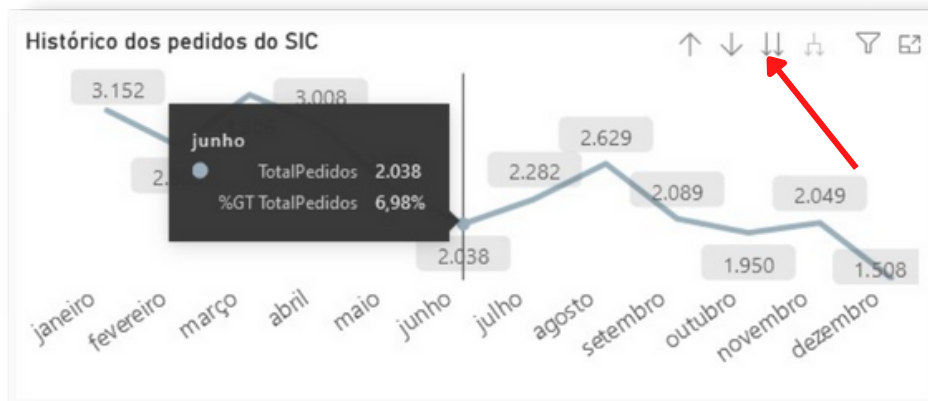 Histórico dos pedidos do SIC
3.152
3.008
junho
TotalPedidos 2.038
%GT TotalPedidos 6,98%
2.038
2.282
2.629
2.089
1.950
2.049
1.508
janeiro
fevereiro
março
abril
maio
junho
julho
agosto
setembro
outubro
novembro
dezembro